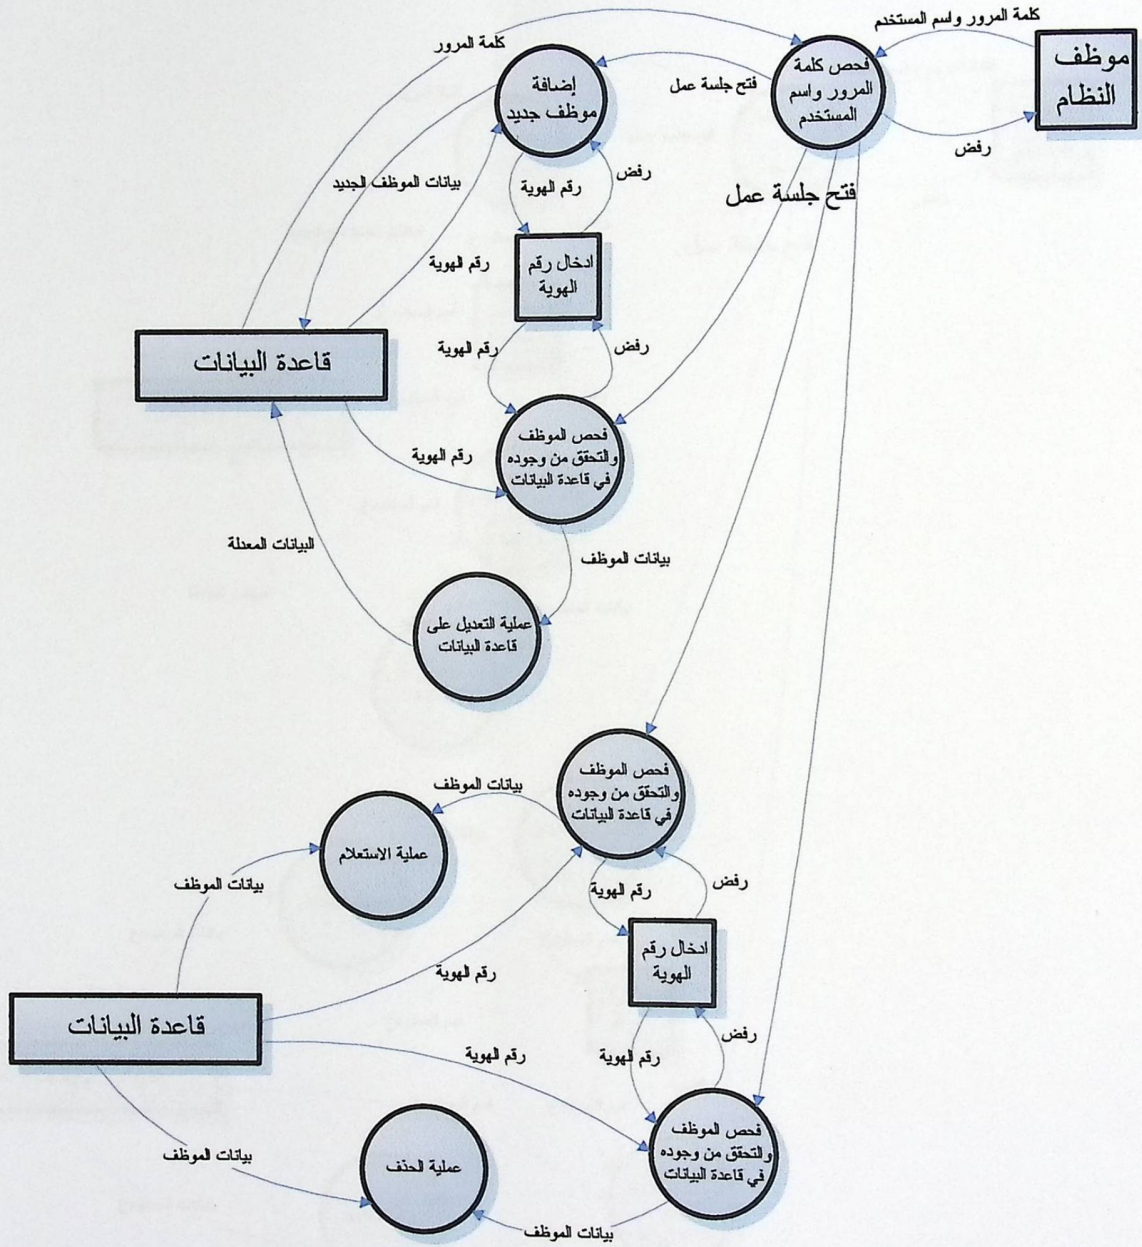 كلمة المرور واسم المستخدم
كلمة المرور
موظف
النظام
فحص كلمة
المرور واسم
المستخدم
فتح جلسة عمل
إضافة
موظف جديد
رفض
بيانات الموظف الجديد
رقم الهوية
رفض
فتح جلسة عمل
ادخال رقم
الهوية
رقم الهوية
رقم الهوية
رفض
قاعدة البيانات
فحص الموظف
والتحقق من وجوده
في قاعدة البيانات
رقم الهوية
البيانات المعدلة
بيانات الموظف
عملية التعديل على
قاعدة البيانات
فحص الموظف
والتحقق من وجوده
في قاعدة البيانات
بيانات الموظف
عملية الاستعلام
بيانات الموظف
رقم الهوية
رفض
ادخال رقم
الهوية
رقم الهوية
قاعدة البيانات
رفض
رقم الهوية
رقم الهوية
فحص الموظف
والتحقق من وجوده
في قاعدة البيانات
عملية الحذف
بيانات الموظف
بيانات الموظف